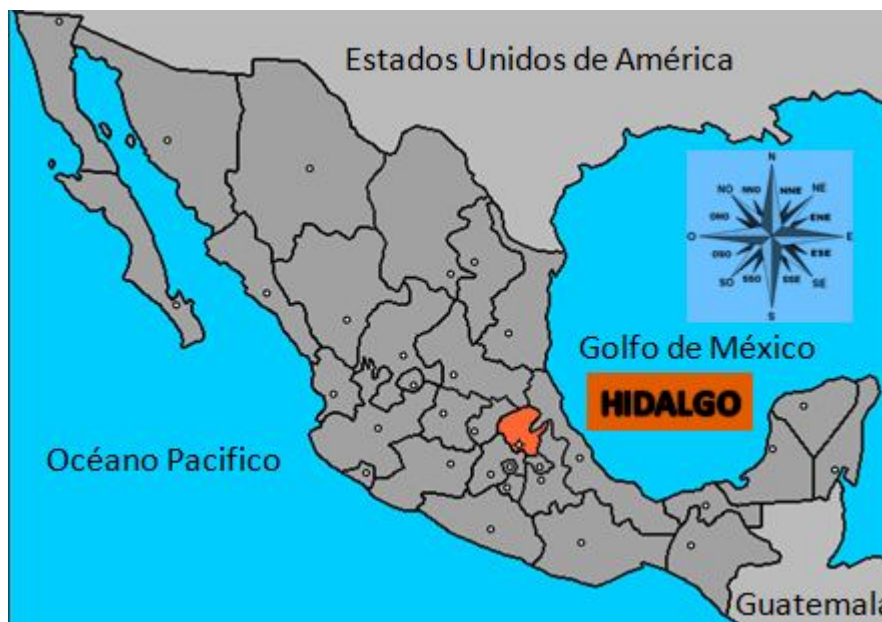 Estados Unidos de América
N
NO NNO NNE NE
ONO ENE
O E
OSO ESE
SO SSO SSE SE
S
Golfo de México
HIDALGO
Océano Pacifico
Guatemala